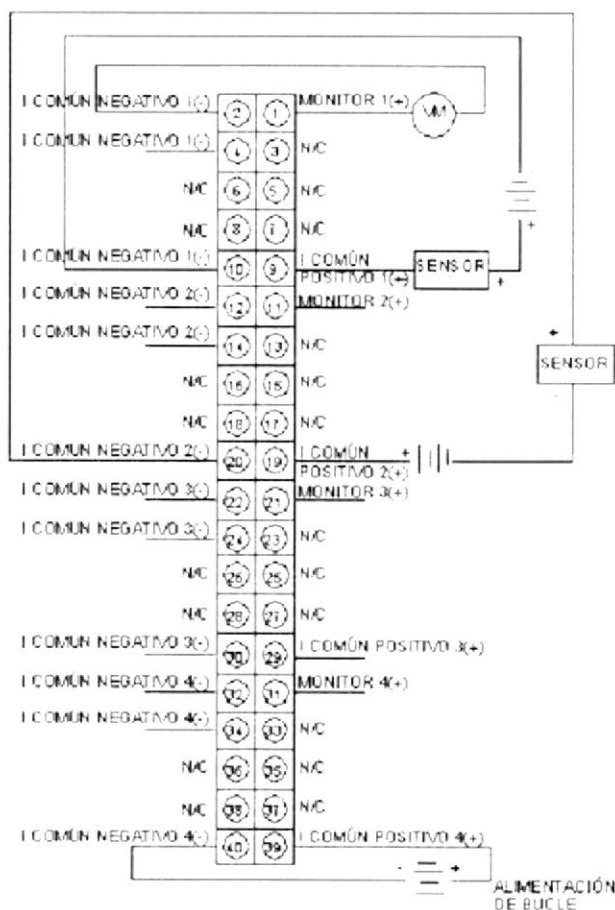 I COMÚN NEGATIVO 1(-) 2 1 MONITOR 1(+) VM
I COMÚN NEGATIVO 1(-) 4 3 N/C
N/C 6 5 N/C
N/C 8 7 N/C
I COMÚN NEGATIVO 1(-) 10 9 I COMÚN
POSITIVO 1(+)
SENSOR
+
+
I COMUN NEGATIVO 2(-) 12 11 MONITOR 2(+)
I COMUN NEGATIVO 2(-) 14 13 N/C
+
SENSOR
N/C 16 15 N/C
N/C 18 17 N/C
I COMUN NEGATIVO 2(-) 20 19 I COMÚN
POSITIVO 2(+)
+
I COMUN NEGATIVO 3(-) 22 21 MONITOR 3(+)
I COMUN NEGATIVO 3(-) 24 23 N/C
N/C 26 25 N/C
N/C 28 27 N/C
I COMÚN NEGATIVO 3(-) 30 29 I COMÚN POSITIVO 3(+)
I COMÚN NEGATIVO 4(-) 32 31 MONITOR 4(+)
I COMÚN NEGATIVO 4(-) 34 33 N/C
N/C 36 35 N/C
N/C 38 37 N/C
I COMÚN NEGATIVO 4(-) 40 39 I COMÚN POSITIVO 4(+)
- +
ALIMENTACIÓN
DE BUCLE